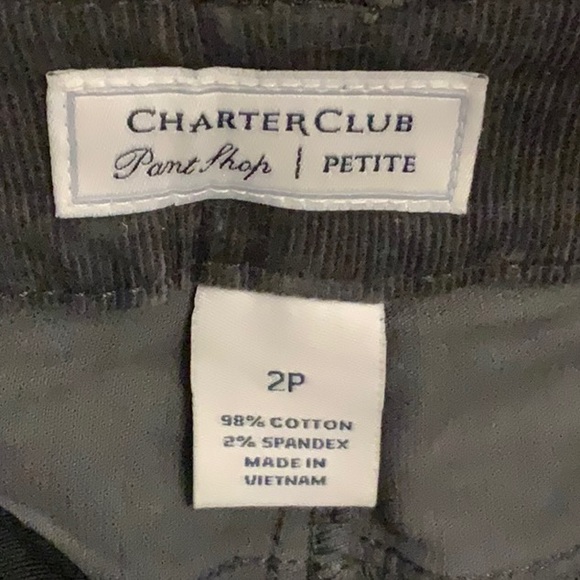 CHARTER CLUB
Pant Shop | PETITE
2P
98% COTTON
2% SPANDEX
MADE IN
VIETNAM